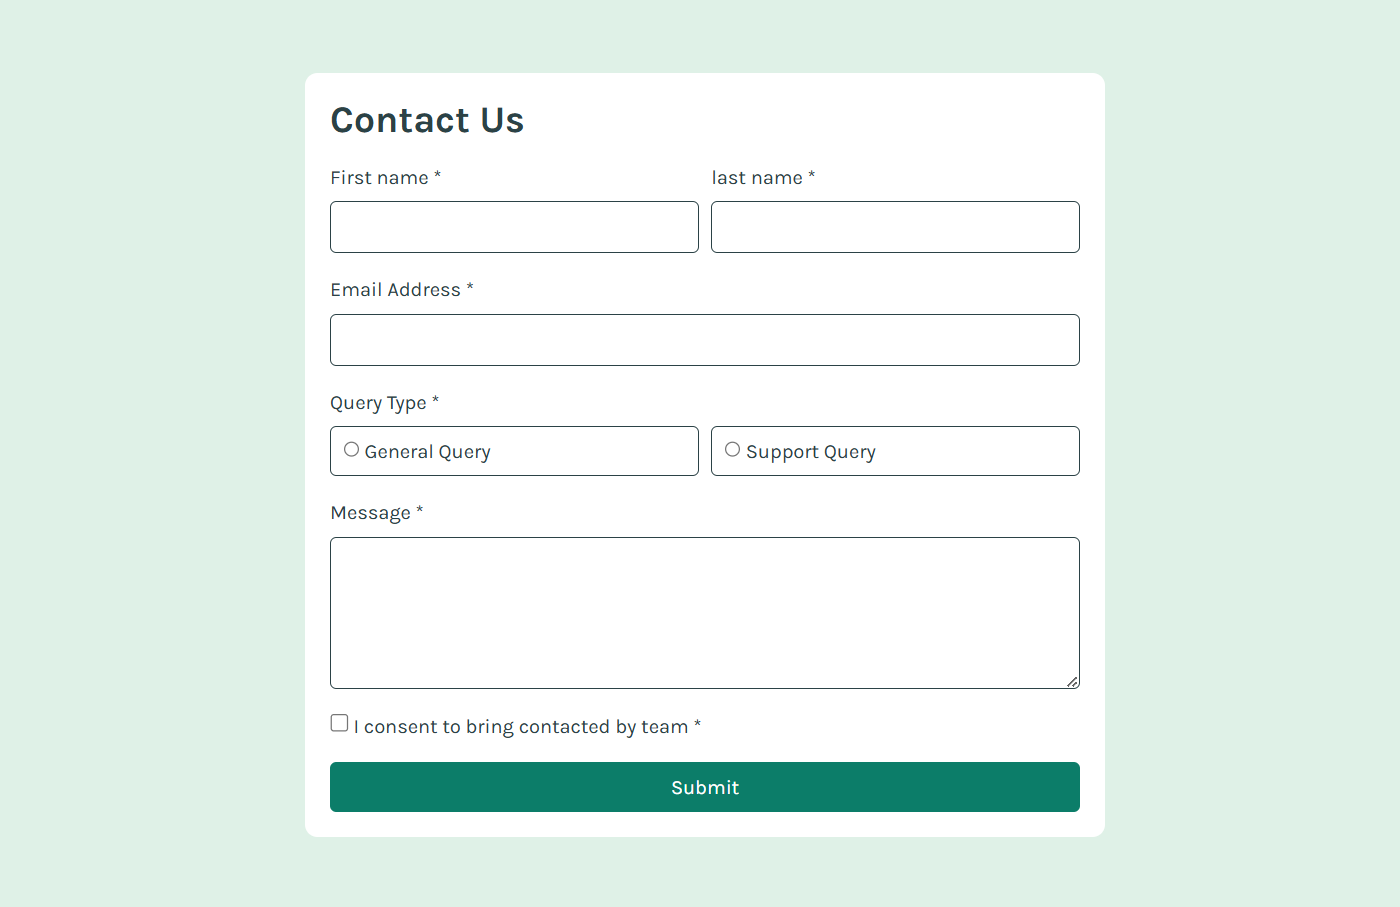 Contact Us
First name * last name *
Email Address *
Query Type *
General Query Support Query
Message *
I consent to bring contacted by team *
Submit